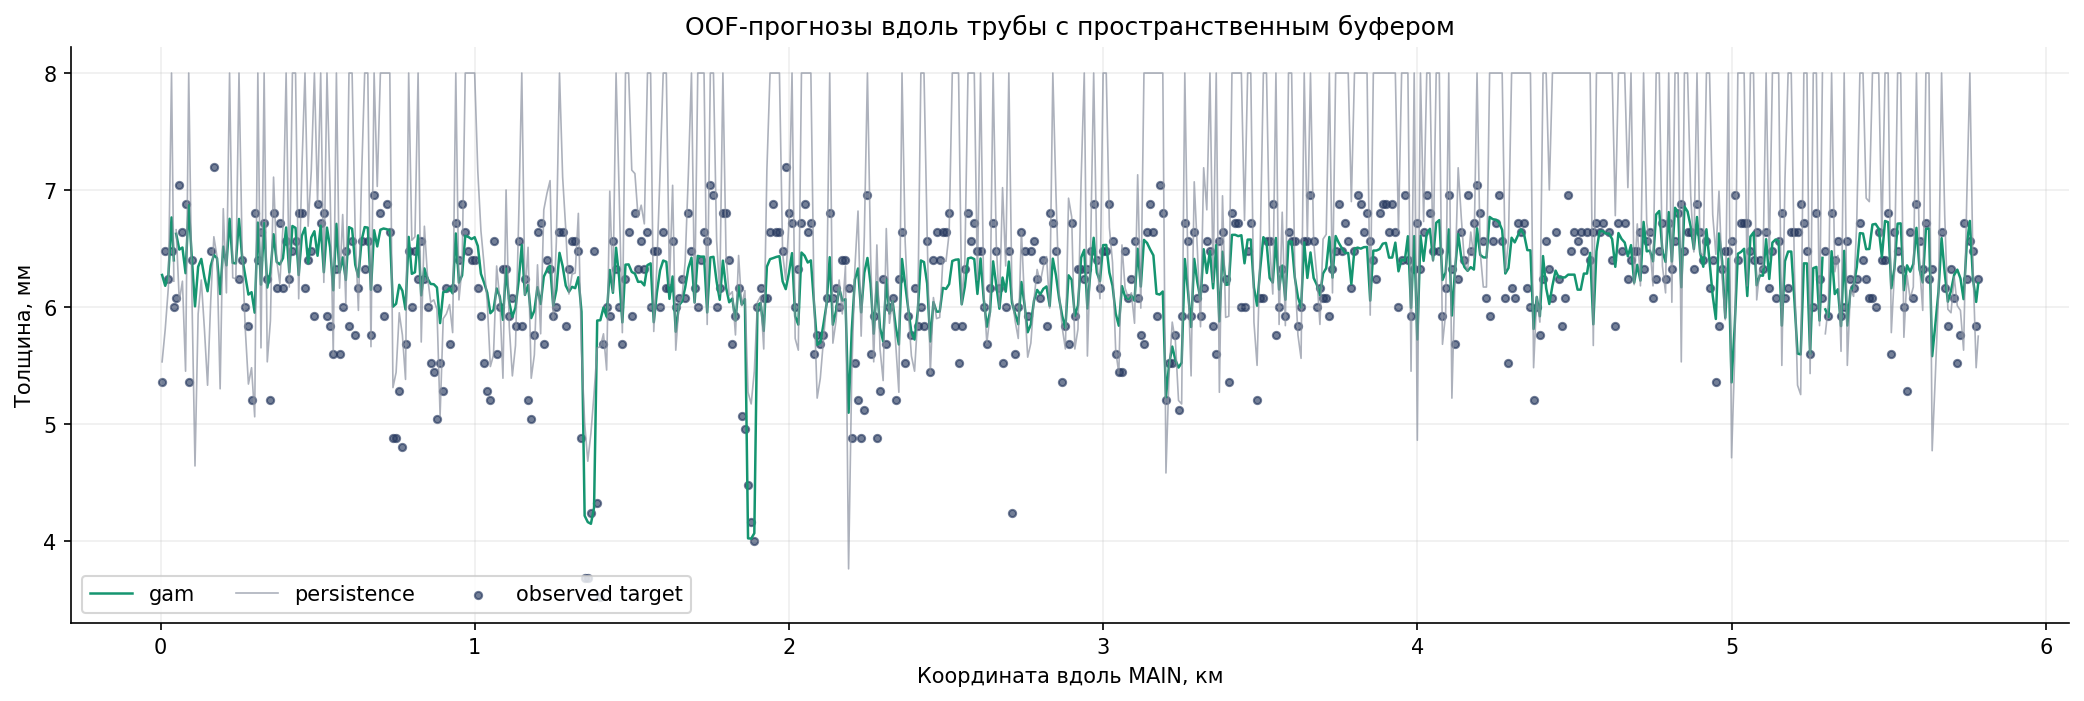 OOF-прогнозы вдоль трубы с пространственным буфером
Толщина, мм
8
7
6
5
4
gam
persistence
observed target
0
1
2
3
4
5
6
Координата вдоль MAIN, км